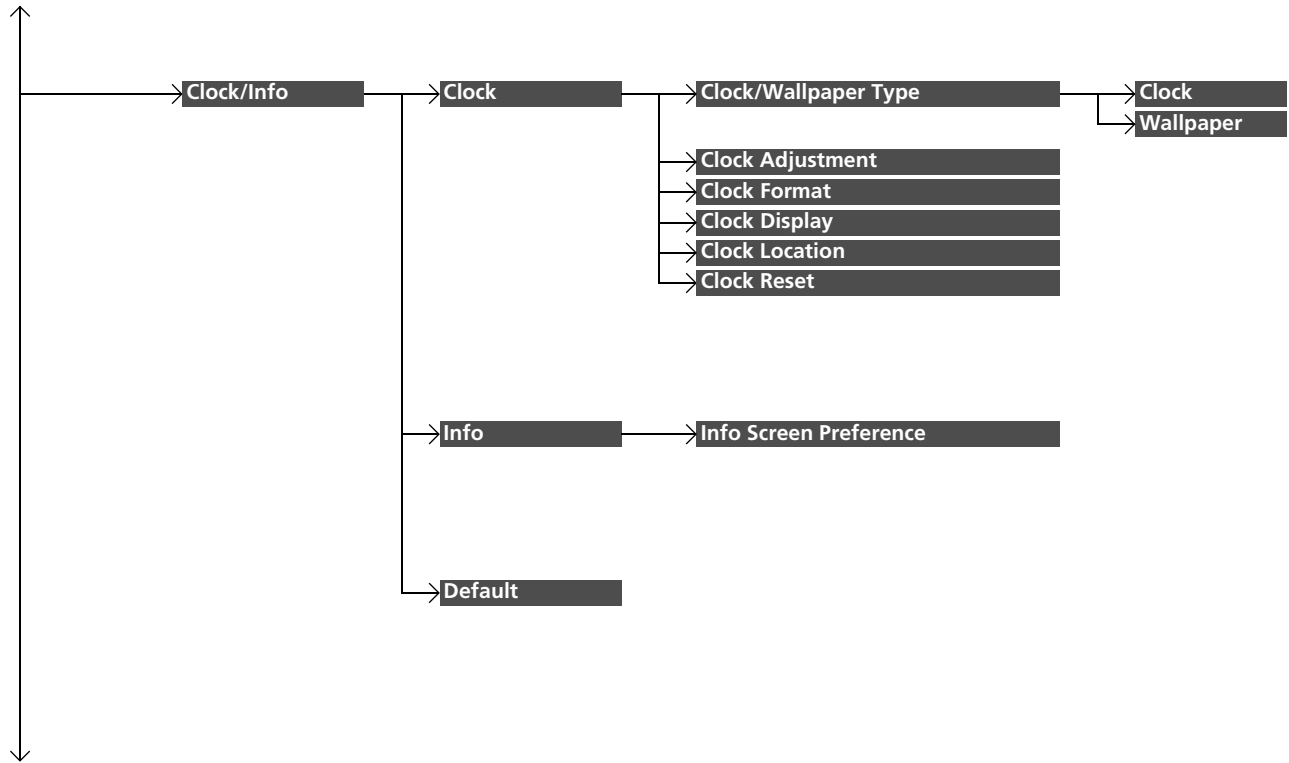 Clock/Info
Clock
Clock/Wallpaper Type
Clock
Wallpaper
Clock Adjustment
Clock Format
Clock Display
Clock Location
Clock Reset
Info
Info Screen Preference
Default